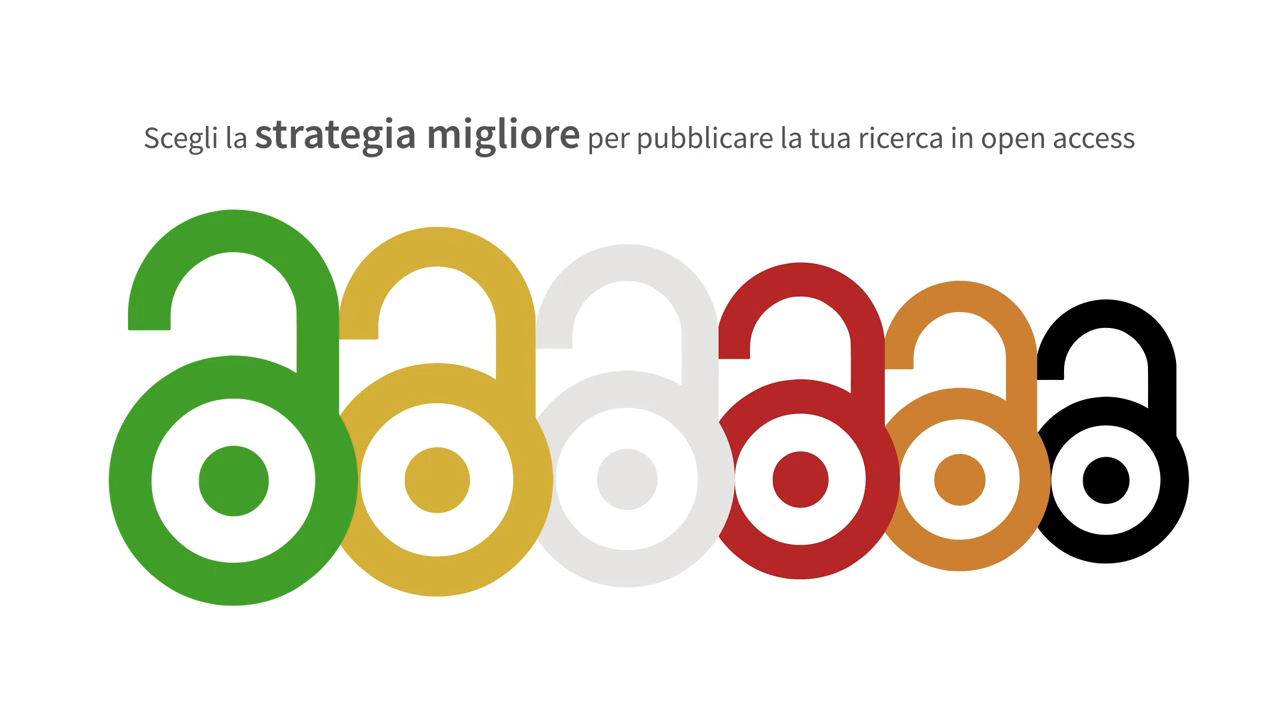 Scegli la strategia migliore per pubblicare la tua ricerca in open access